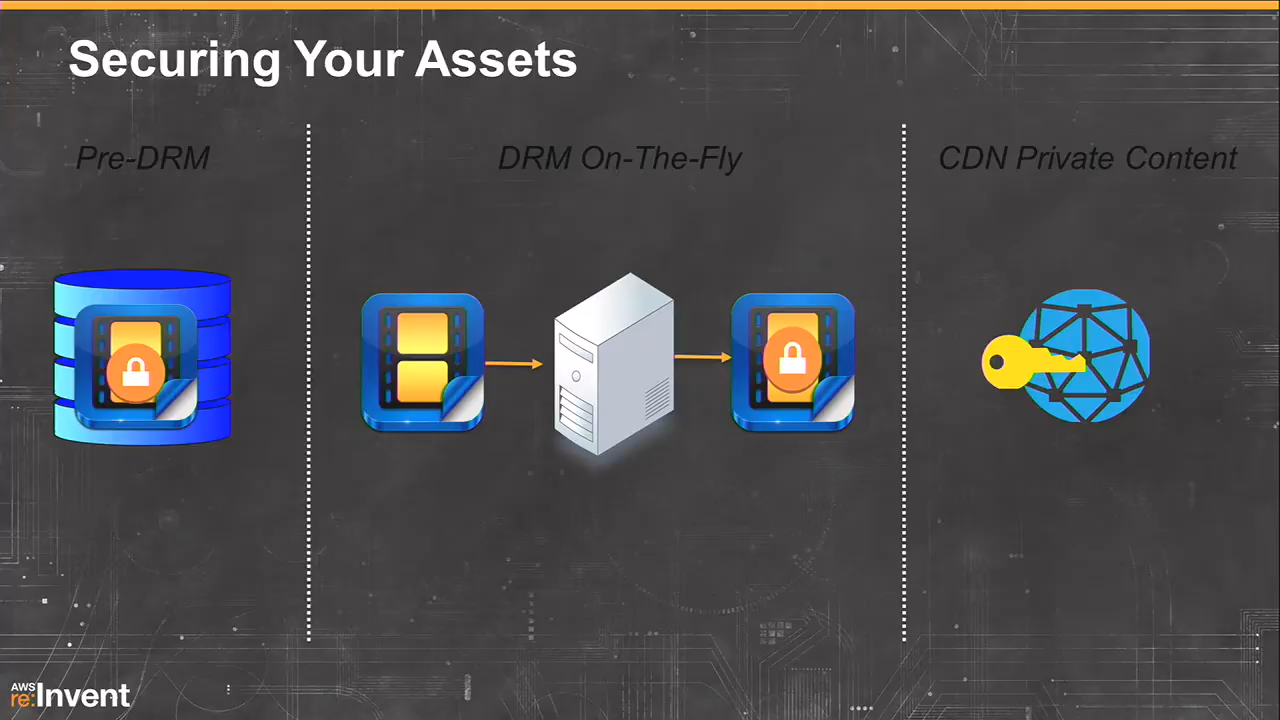 Securing Your Assets
Pre-DRM
DRM On-The-Fly
CDN Private Content
AWS
re:Invent